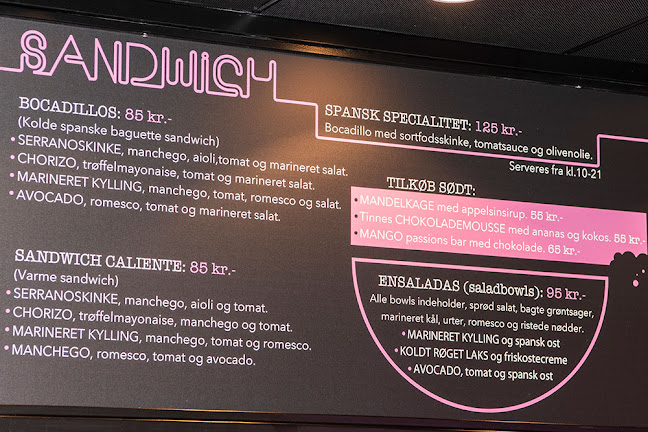 SANDWICH
BOCADILLOS: 85 kr.-
(Kolde spanske baguette sandwich)
• SERRANOSKINKE, manchego, aioli,tomat og marineret salat.
• CHORIZO, trøffelmayonaise, tomat og marineret salat.
• MARINERET KYLLING, manchego, tomat, romesco og salat.
• AVOCADO, romesco, tomat og marineret salat.
SANDWICH CALIENTE: 85 kr.-
(Varme sandwich)
• SERRANOSKINKE, manchego, aioli og tomat.
• CHORIZO, trøffelmayonaise, manchego og tomat.
• MARINERET KYLLING, manchego, tomat og romesco.
• MANCHEGO, romesco, tomat og avocado.
SPANSK SPECIALITET: 125 kr.-
Bocadillo med sortfodsskinke, tomatsauce og olivenolie.
Serveres fra kl.10-21
TILKØB SØDT:
• MANDELKAGE med appelsinsirup. 55 kr.-
• Tinnes CHOKOLADEMOUSSE med ananas og kokos. 55 kr.-
• MANGO passions bar med chokolade. 65 kr.-
ENSALADAS (saladbowls): 95 kr.-
Alle bowls indeholder, sprød salat, bagte grøntsager,
marineret kål, urter, romesco og ristede nødder.
• MARINERET KYLLING og spansk ost
• KOLDT RØGET LAKS og friskostecreme
• AVOCADO, tomat og spansk ost